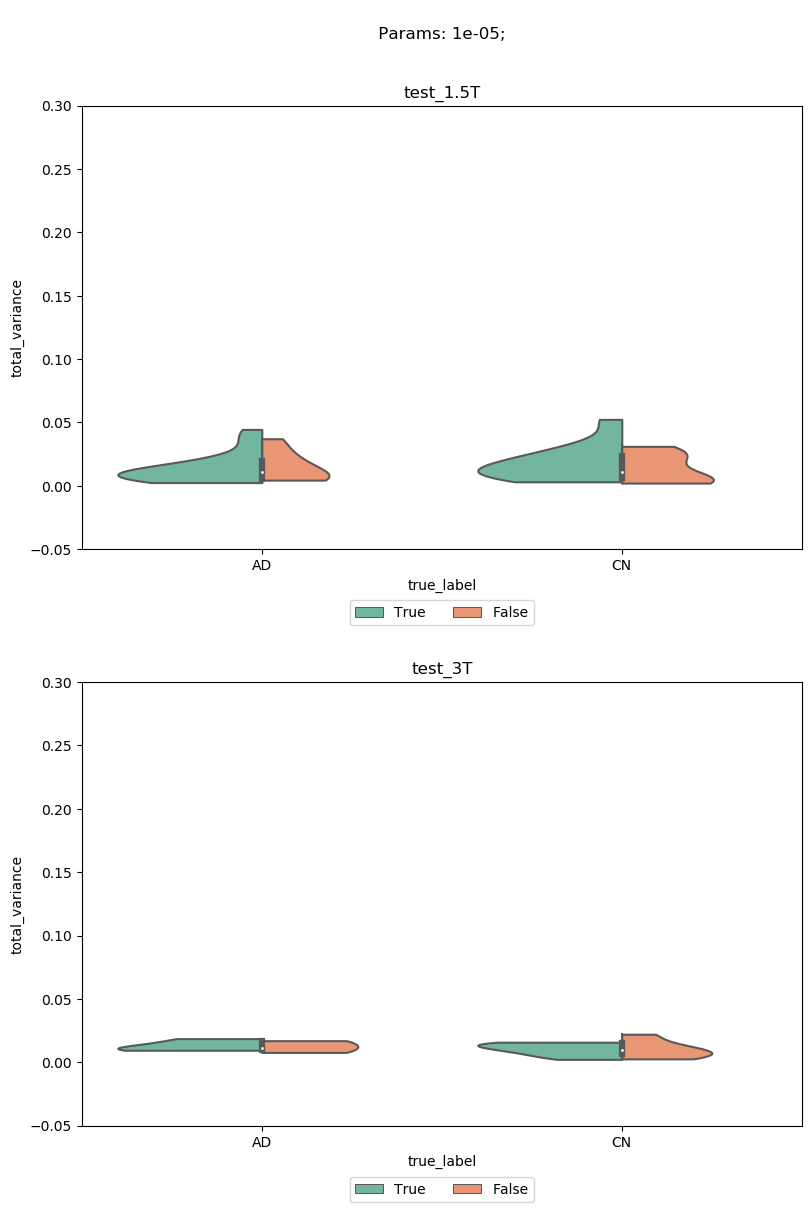 Params: 1e-05;
test_1.5T
0.30
0.25
0.20
0.15
0.10
0.05
0.00
−0.05
total_variance
AD CN
true_label
True False
test_3T
0.30
0.25
0.20
0.15
0.10
0.05
0.00
−0.05
total_variance
AD CN
true_label
True False